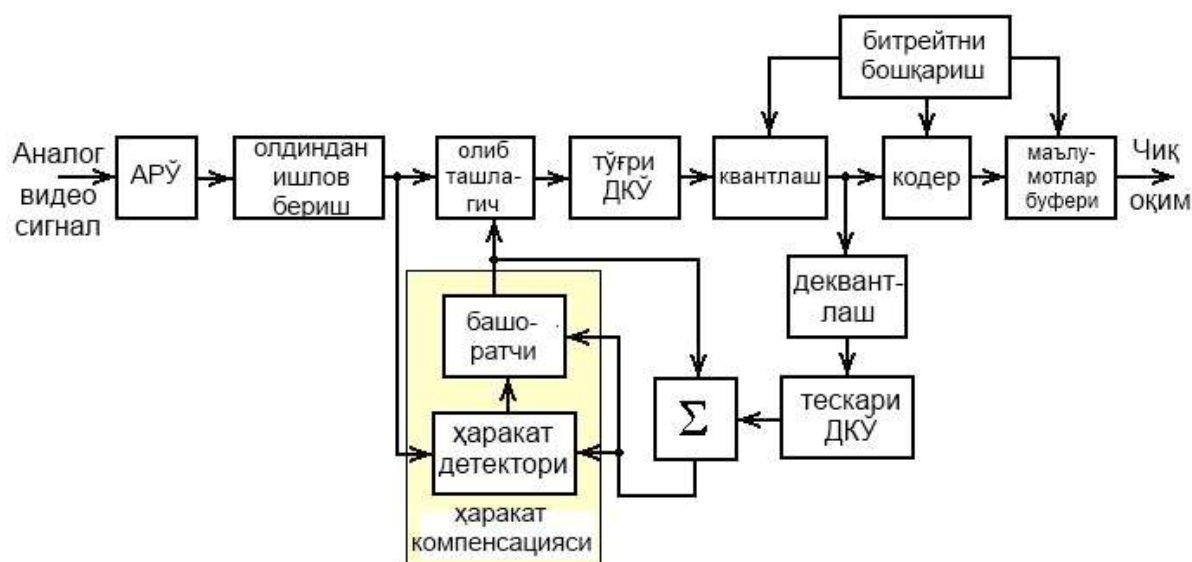 битрейтни
бошқариш
Аналог
видео
сигнал
АРЎ
олдиндан
ишлов
бериш
олиб
ташла-
гич
тўғри
ДКЎ
квантлаш
кодер
маълу-
мотлар
буфери
Чиқ
оқим
деквант-
лаш
башо-
ратчи
Σ
тескари
ДКЎ
ҳаракат
детектори
ҳаракат
компенсацияси